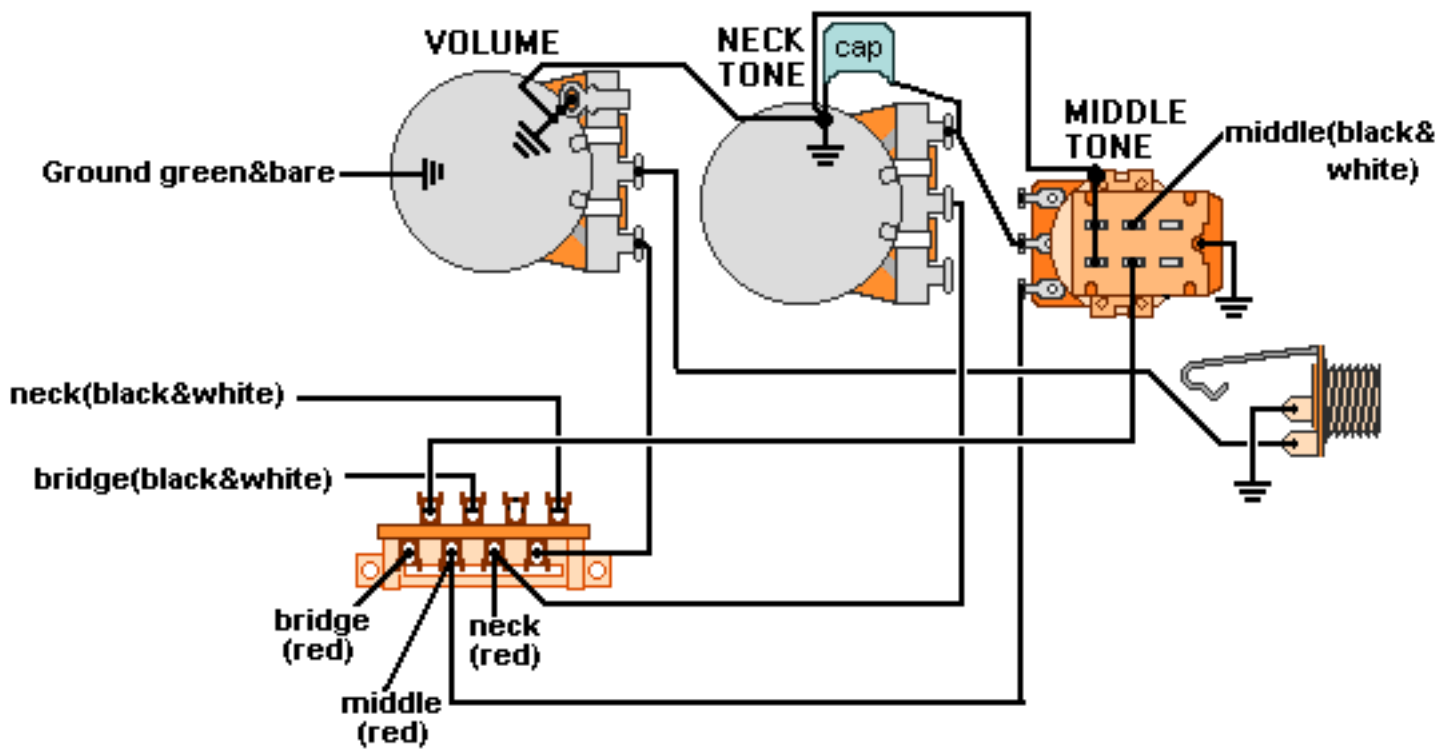 VOLUME
NECK
TONE
cap
MIDDLE
TONE
middle(black&
white)
Ground green&bare
neck(black&white)
bridge(black&white)
bridge
(red)
neck
(red)
middle
(red)